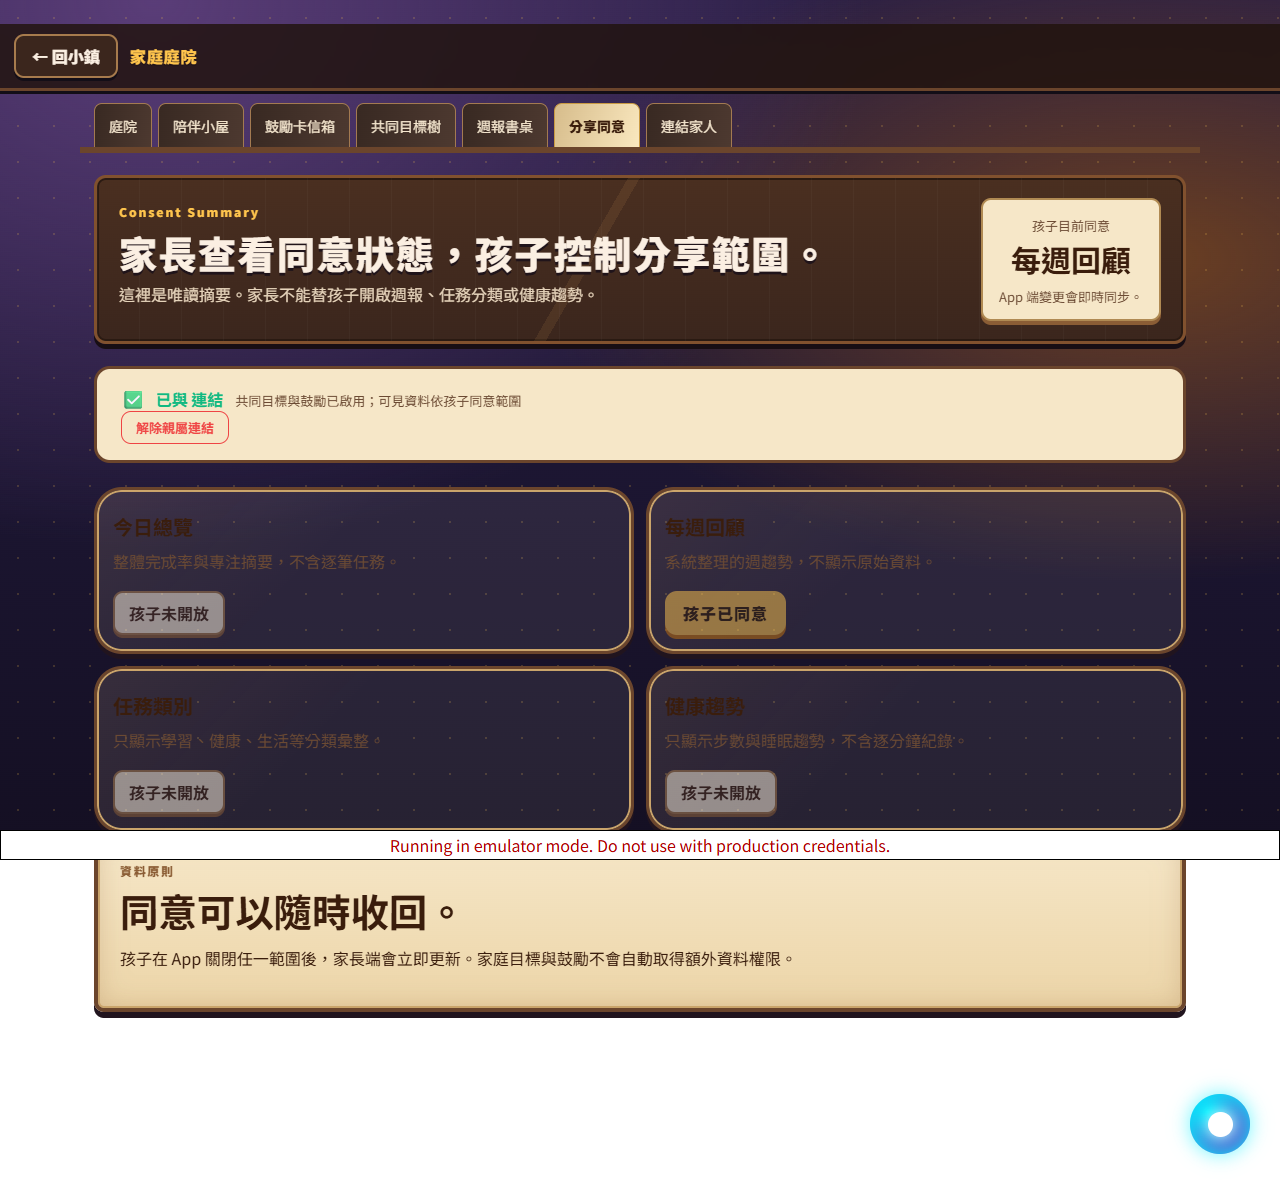 ← 回小鎮
家庭庭院
庭院
陪伴小屋
鼓勵卡信箱
共同目標樹
週報書桌
分享同意
連結家人
Consent Summary
家長查看同意狀態，孩子控制分享範圍。
這裡是唯讀摘要。家長不能替孩子開啟週報、任務分類或健康趨勢。
孩子目前同意
每週回顧
App 端變更會即時同步。
✅ 已與 連結 共同目標與鼓勵已啟用；可見資料依孩子同意範圍
解除親屬連結
今日總覽
整體完成率與專注摘要，不含逐筆任務。
孩子未開放
每週回顧
系統整理的週趨勢，不顯示原始資料。
孩子已同意
任務類別
只顯示學習、健康、生活等分類彙整。
孩子未開放
健康趨勢
只顯示步數與睡眠趨勢，不含逐分鐘紀錄。
孩子未開放
Running in emulator mode. Do not use with production credentials.
資料原則
同意可以隨時收回。
孩子在 App 關閉任一範圍後，家長端會立即更新。家庭目標與鼓勵不會自動取得額外資料權限。